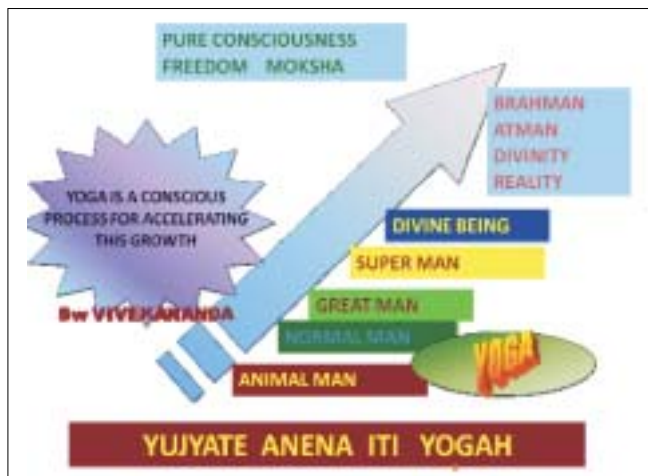 PURE CONSCIOUSNESS
FREEDOM MOKSHA
BRAHMAN
ATMAN
DIVINITY
REALITY
YOGA IS A CONSCIOUS
PROCESS FOR ACCELERATING
THIS GROWTH
Sw VIVEKANANDA
DIVINE BEING
SUPER MAN
GREAT MAN
NORMAL MAN
ANIMAL MAN
YOGA
YUJYATE ANENA ITI YOGAH